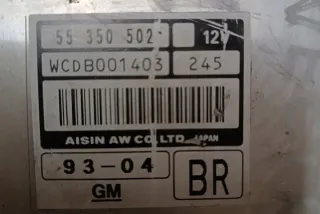 55 350 502 12V
WCDB001403 245
AISIN AW CO., LTD JAPAN
93-04 BR
GM